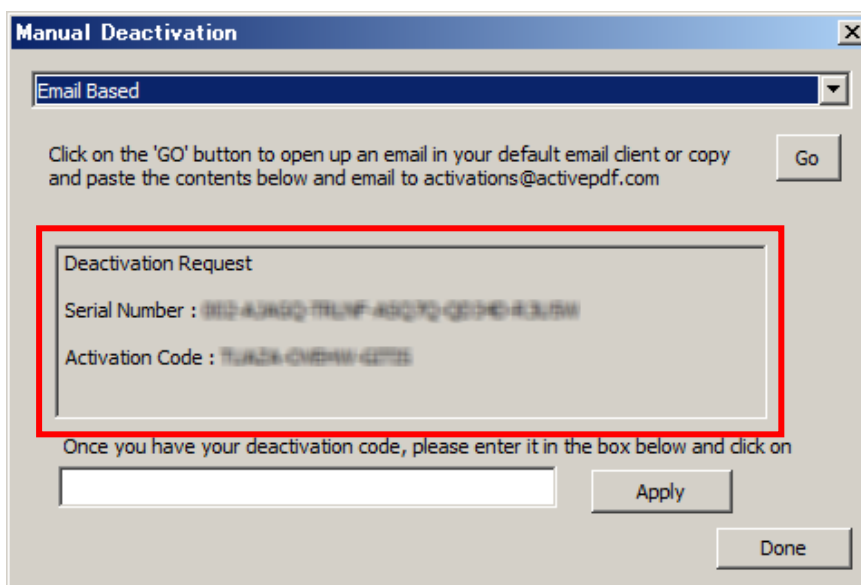 Manual Deactivation
Email Based
Click on the 'GO' button to open up an email in your default email client or copy
and paste the contents below and email to activations@activepdf.com
Go
Deactivation Request
Serial Number :
Activation Code :
Once you have your deactivation code, please enter it in the box below and click on
Apply
Done